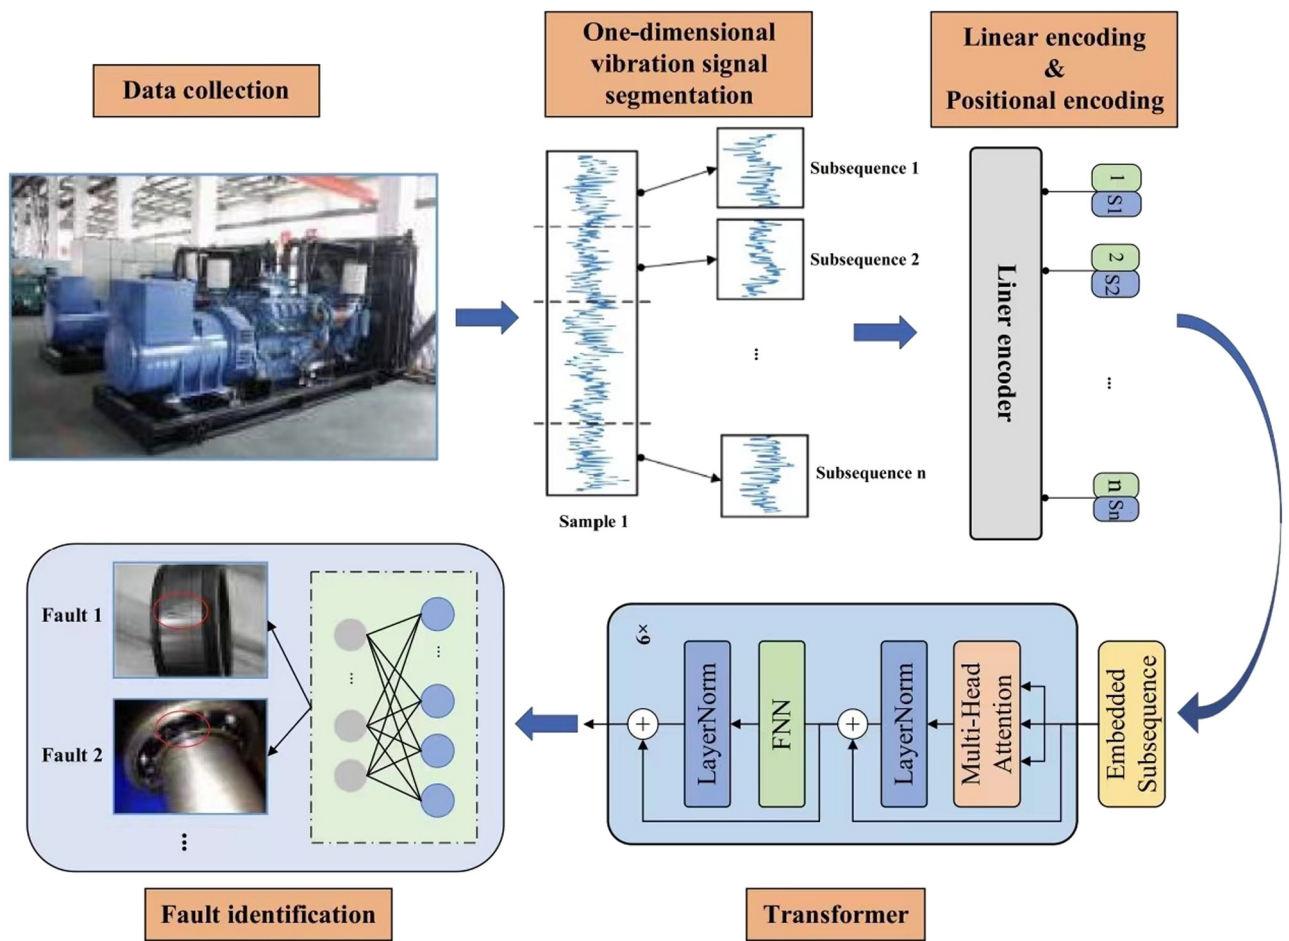 Data collection
One-dimensional
vibration signal
segmentation
Linear encoding
&
Positional encoding
Subsequence 1
Subsequence 2
...
Subsequence n
Sample 1
Liner encoder
1
S1
2
S2
...
n
Sn
Fault 1
Fault 2
...
...
...
6×
LayerNorm
FNN
LayerNorm
Multi-Head
Attention
Embedded
Subsequence
+
+
Fault identification
Transformer